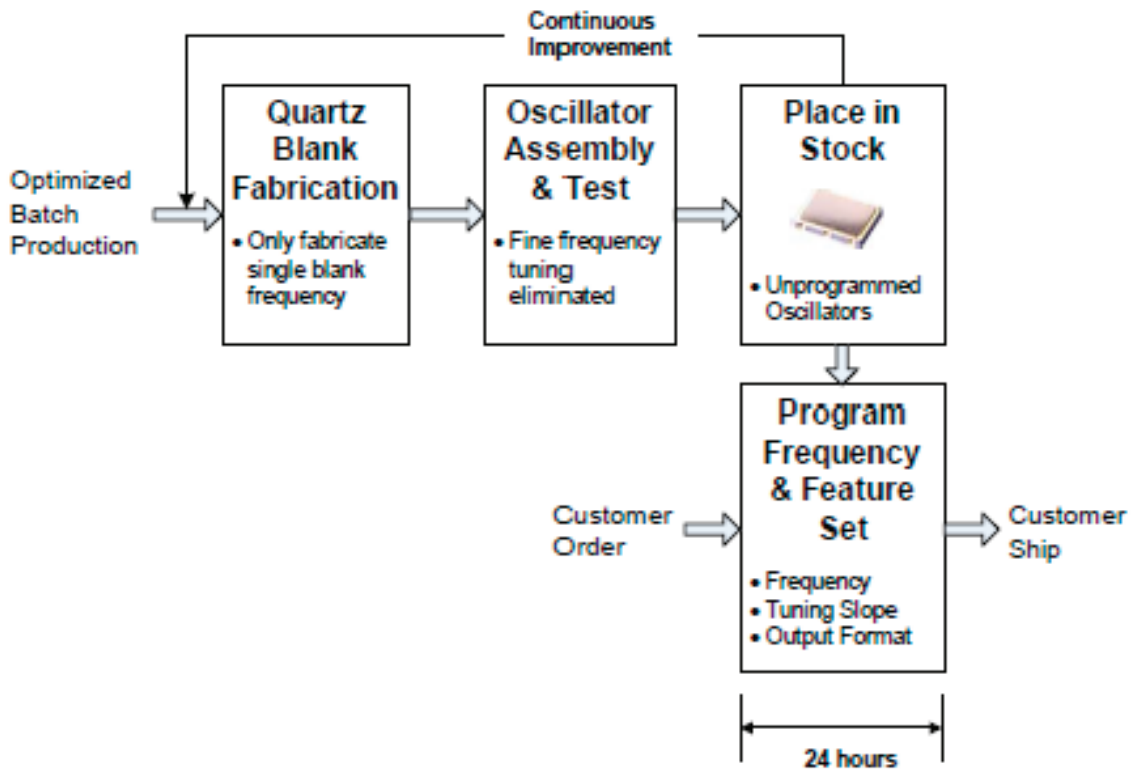 Continuous
Improvement
Quartz
Blank
Fabrication
• Only fabricate
single blank
frequency
Oscillator
Assembly
& Test
• Fine frequency
tuning
eliminated
Place in
Stock
• Unprogrammed
Oscillators
Optimized
Batch
Production
Program
Frequency
& Feature
Set
• Frequency
• Tuning Slope
• Output Format
Customer
Order
Customer
Ship
24 hours